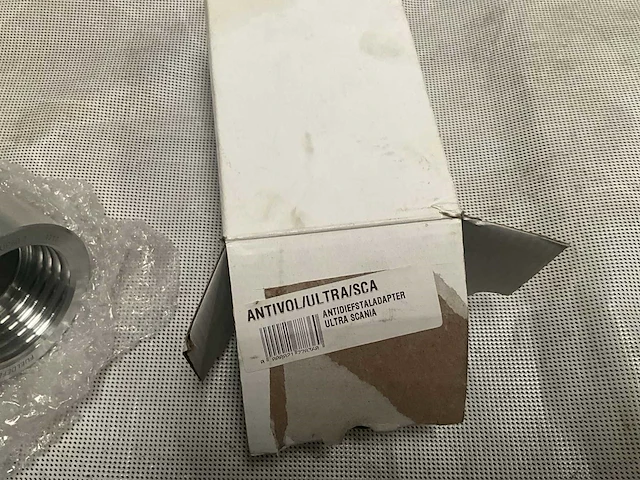 ANTIVOL/ULTRA/SCA
ANTIDIEFSTALADAPTER
ULTRA SCANIA